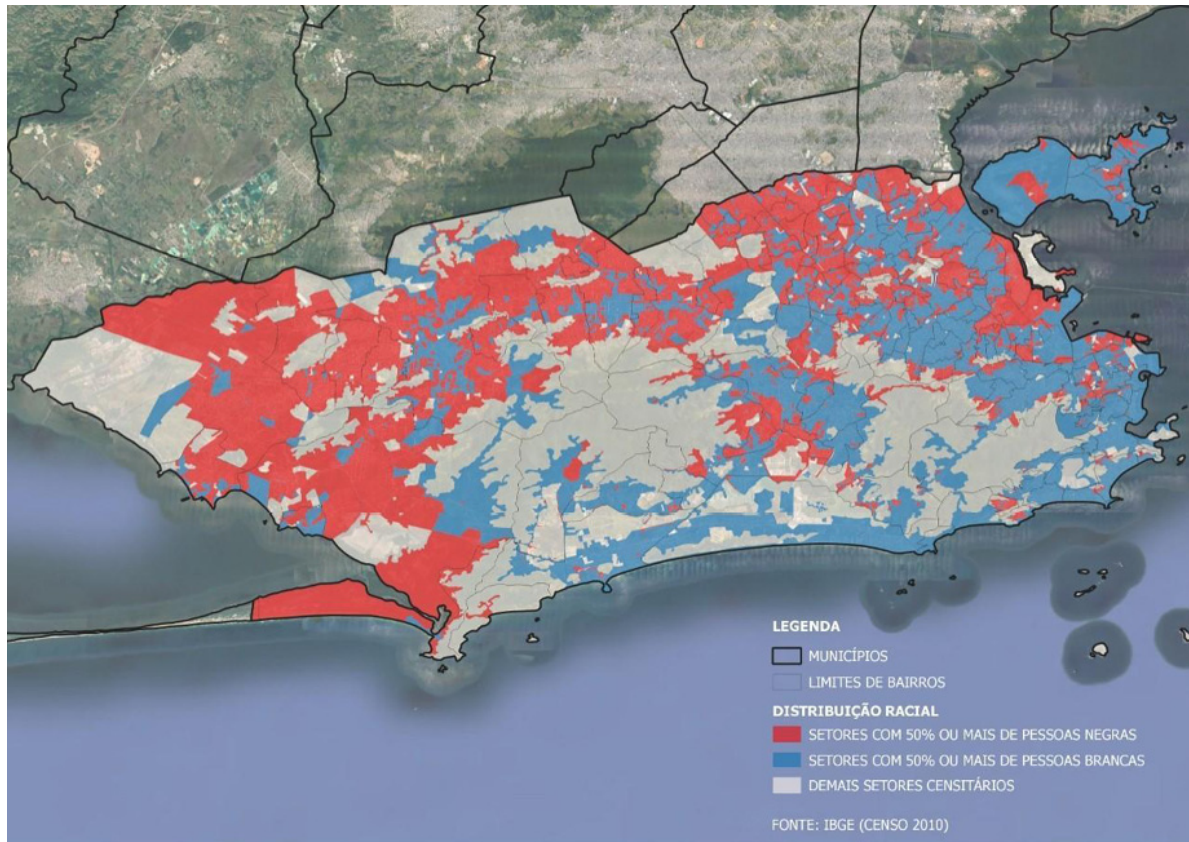 LEGENDA
MUNICÍPIOS
LIMITES DE BAIRROS
DISTRIBUIÇÃO RACIAL
SETORES COM 50% OU MAIS DE PESSOAS NEGRAS
SETORES COM 50% OU MAIS DE PESSOAS BRANCAS
DEMAIS SETORES CENSITÁRIOS
FONTE: IBGE (CENSO 2010)